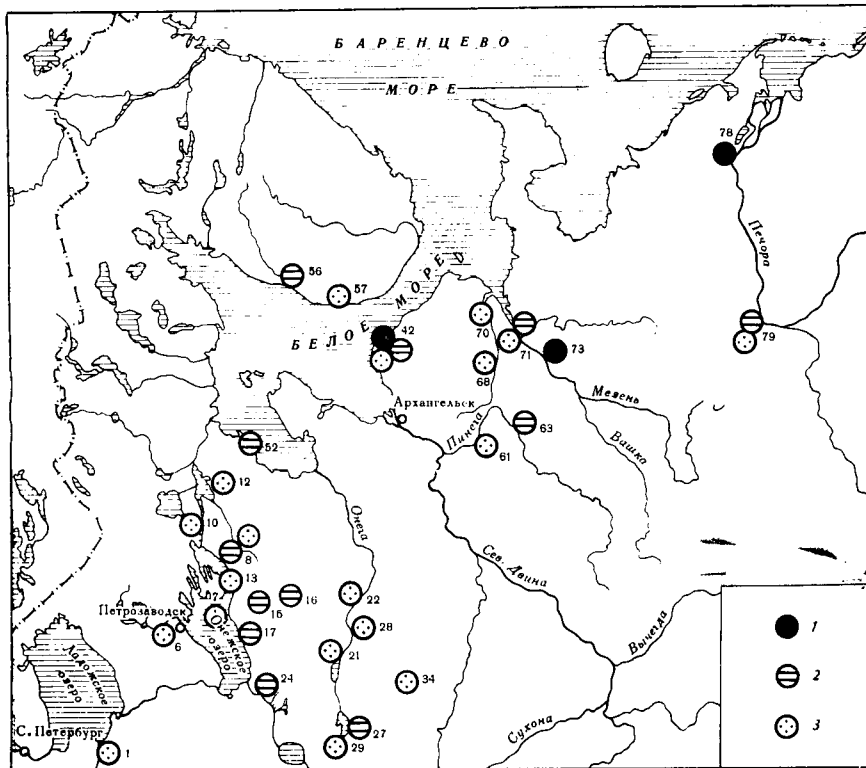 БАРЕНЦЕВО
МОРЕ
78
Печора
56
57
БЕЛОЕ МОРЕ
42
70
71
73
79
68
Архангельск
Мезень
Пинега
63
Вашка
52
61
12
Онега
10
Сев. Двина
8
13
7
16
22
Петрозаводск
15
Вычегда
1
6
17
28
Онежское
озеро
21
2
Ладожское
озеро
24
34
3
С. Петербург
27
Сухона
1
29